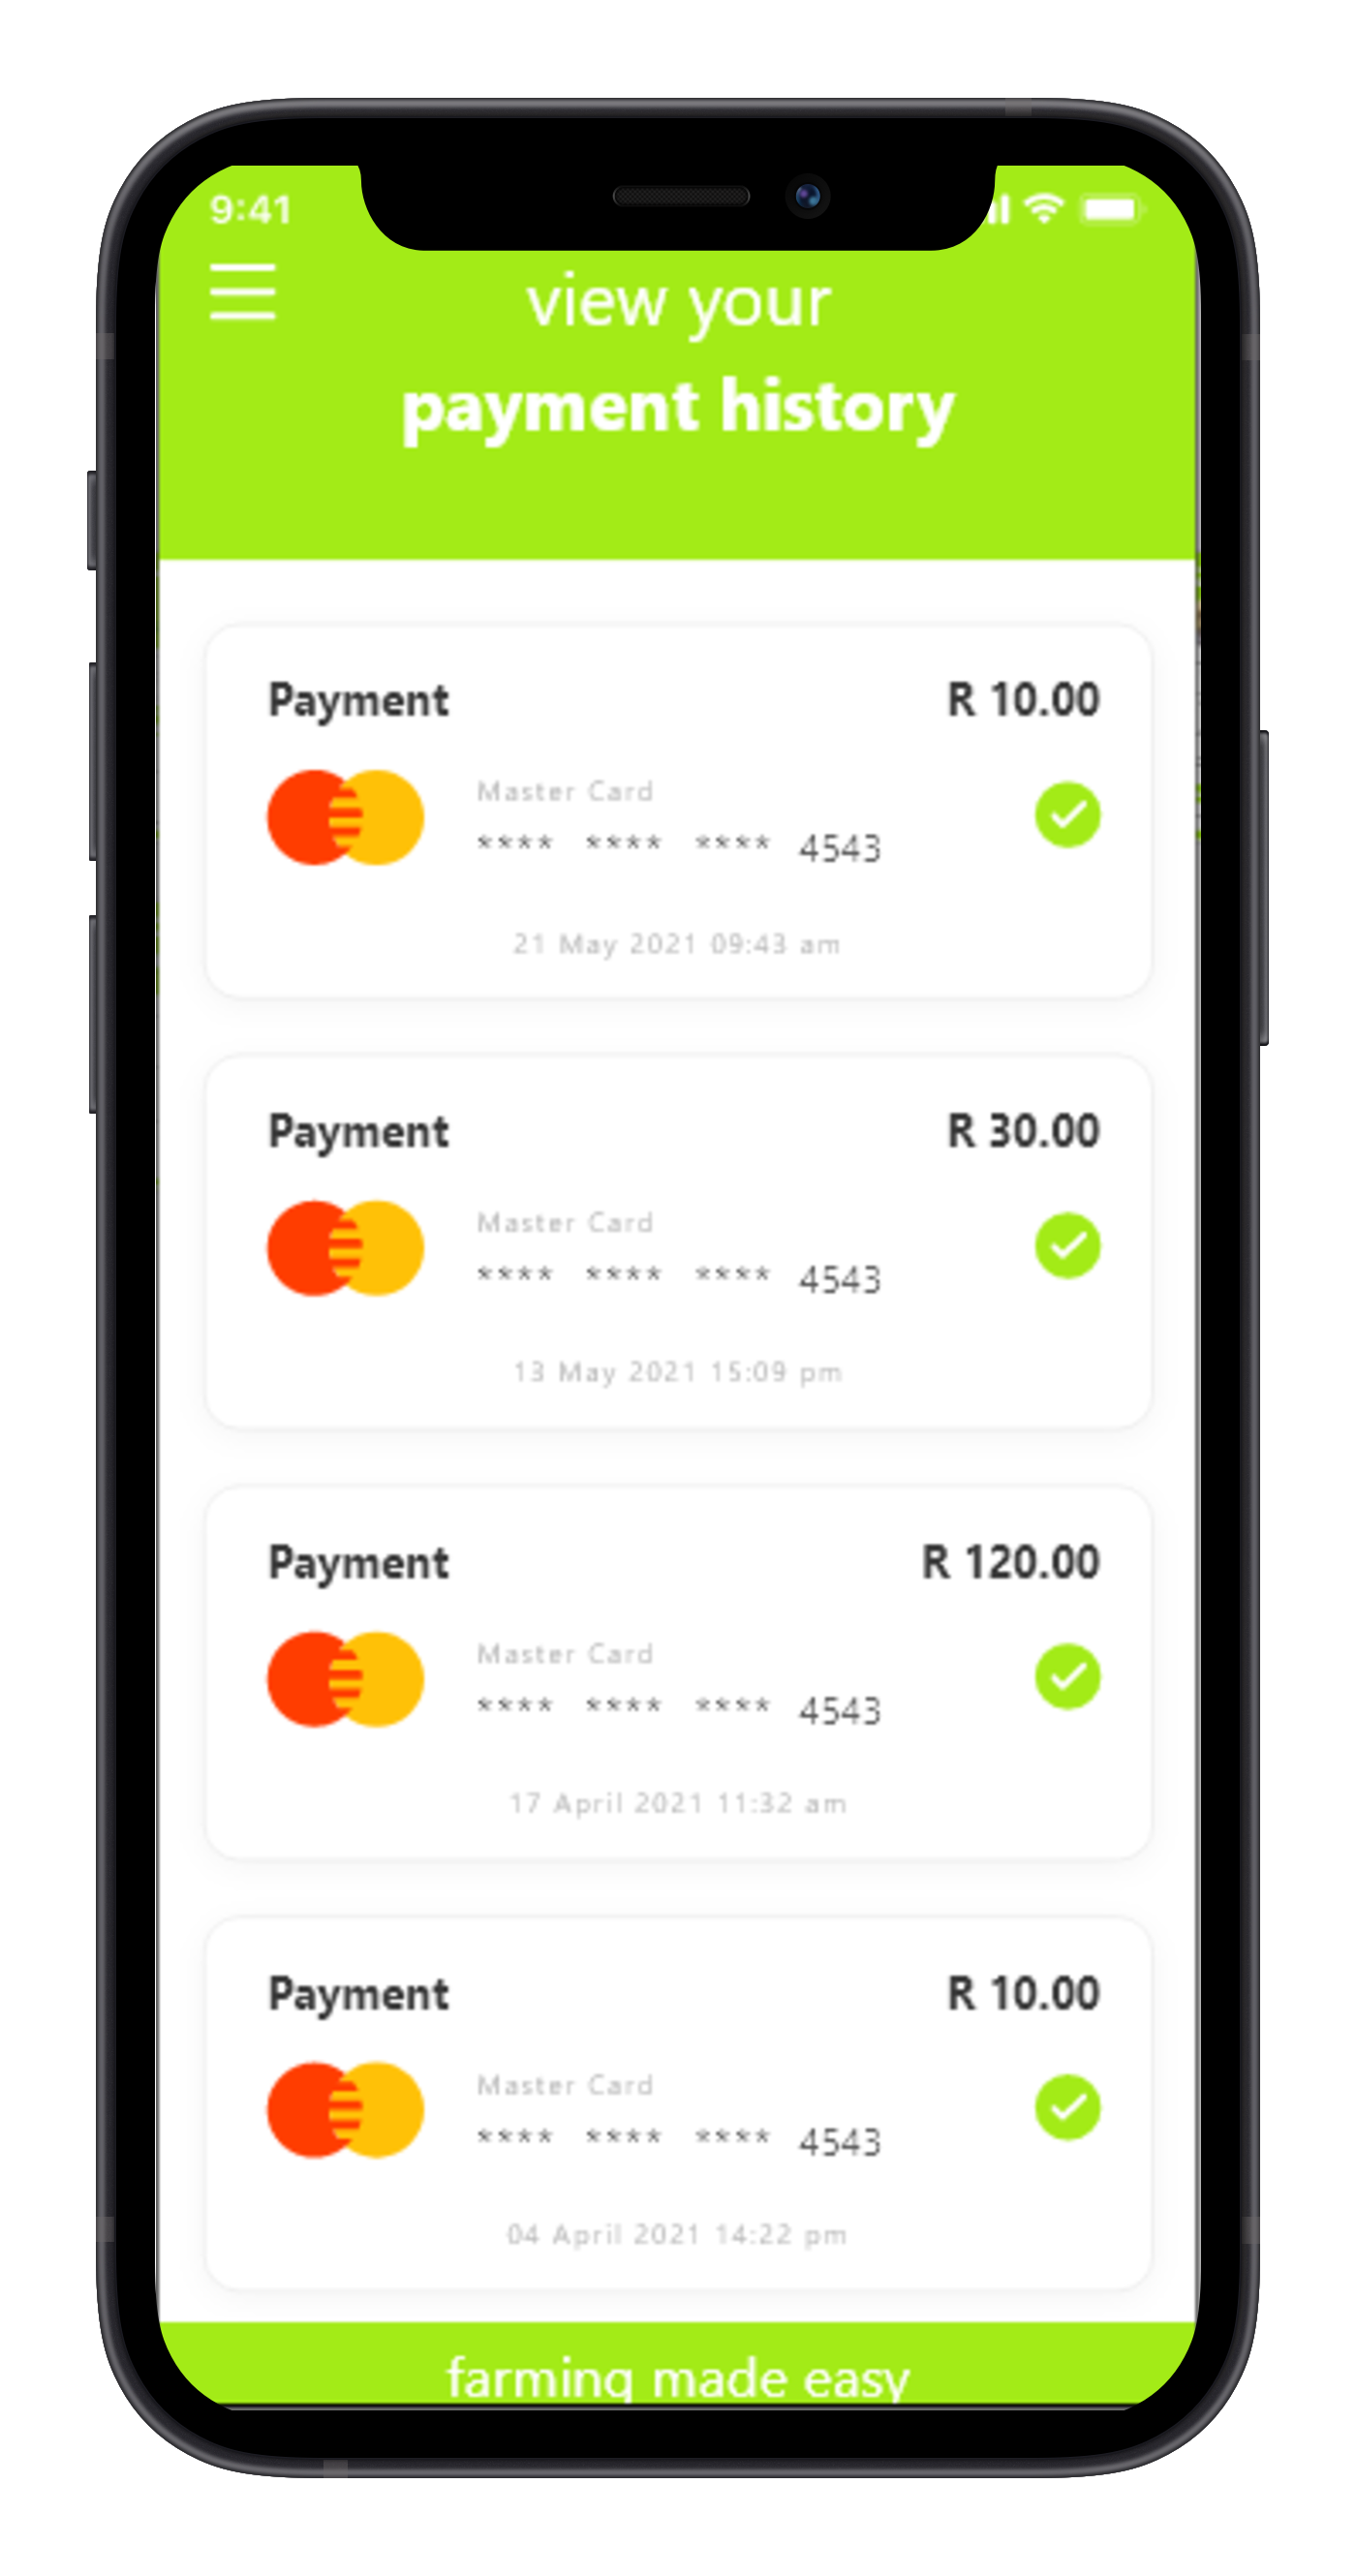 9:41
view your
payment history
Payment R 10.00
Master Card
**** **** **** 4543
21 May 2021 09:43 am
Payment R 30.00
Master Card
**** **** **** 4543
13 May 2021 15:09 pm
Payment R 120.00
Master Card
**** **** **** 4543
17 April 2021 11:32 am
Payment R 10.00
Master Card
**** **** **** 4543
04 April 2021 14:22 pm
farming made easy